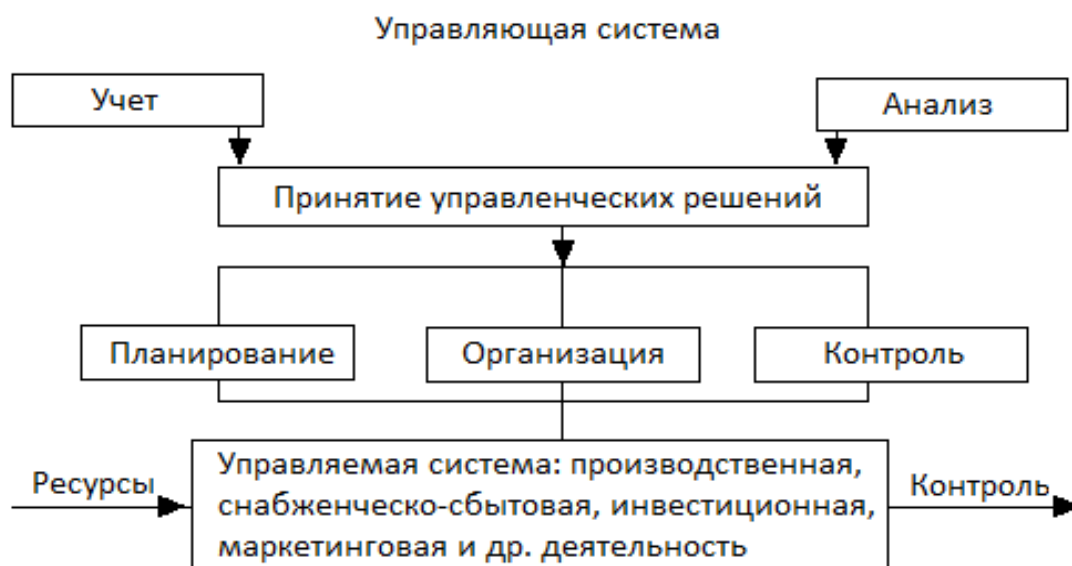 Управляющая система
Учет
Анализ
Принятие управленческих решений
Планирование
Организация
Контроль
Ресурсы
Управляемая система: производственная,
снабженческо-сбытовая, инвестиционная,
маркетинговая и др. деятельность
Контроль